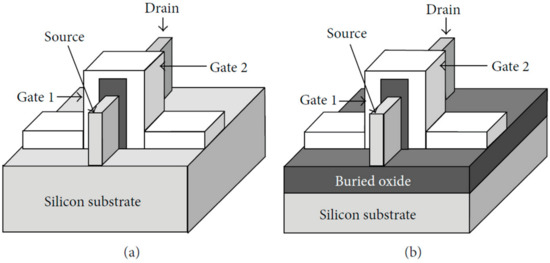 Drain
Source
Gate 2
Gate 1
Silicon substrate
(a)
Drain
Source
Gate 2
Gate 1
Buried oxide
Silicon substrate
(b)